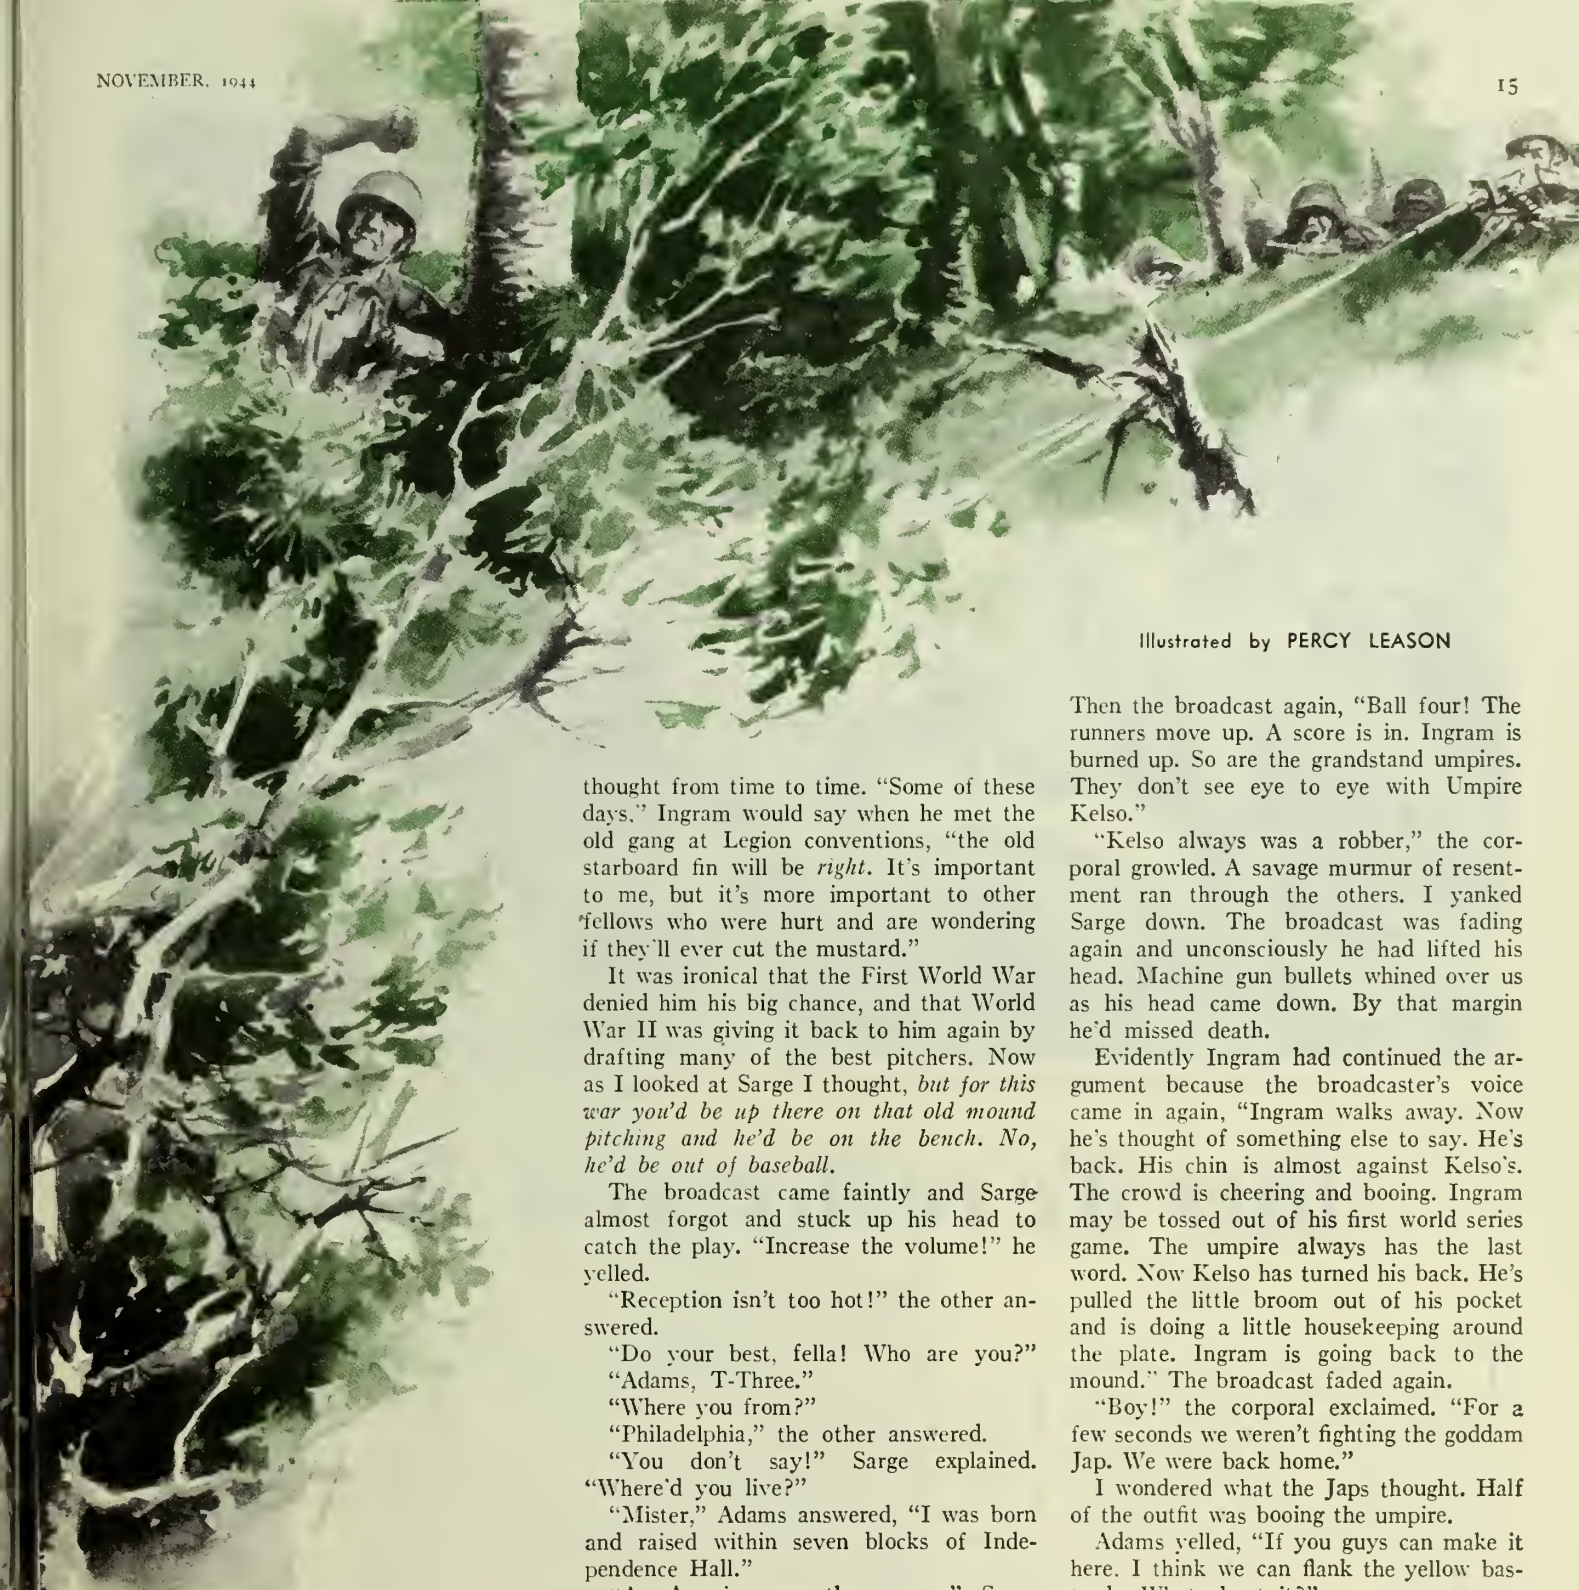 NOVEMBER, 1944
15
Illustrated by PERCY LEASON
thought from time to time. “Some of these
days,” Ingram would say when he met the
old gang at Legion conventions, “the old
starboard fin will be right. It's important
to me, but it's more important to other
fellows who were hurt and are wondering
if they'll ever cut the mustard.”
It was ironical that the First World War
denied him his big chance, and that World
War II was giving it back to him again by
drafting many of the best pitchers. Now
as I looked at Sarge I thought, but for this
war you'd be up there on that old mound
pitching and he'd be on the bench. No,
he'd be out of baseball.
The broadcast came faintly and Sarge
almost forgot and stuck up his head to
catch the play. “Increase the volume!” he
yelled.
“Reception isn't too hot!” the other an-
swered.
“Do your best, fella! Who are you?”
“Adams, T-Three.”
“Where you from?”
“Philadelphia,” the other answered.
“You don't say!” Sarge explained.
“Where'd you live?”
“Mister,” Adams answered, “I was born
and raised within seven blocks of Inde-
pendence Hall.”
Then the broadcast again, “Ball four! The
runners move up. A score is in. Ingram is
burned up. So are the grandstand umpires.
They don't see eye to eye with Umpire
Kelso.”
“Kelso always was a robber,” the cor-
poral growled. A savage murmur of resent-
ment ran through the others. I yanked
Sarge down. The broadcast was fading
again and unconsciously he had lifted his
head. Machine gun bullets whined over us
as his head came down. By that margin
he'd missed death.
Evidently Ingram had continued the ar-
gument because the broadcaster's voice
came in again, “Ingram walks away. Now
he's thought of something else to say. He's
back. His chin is almost against Kelso's.
The crowd is cheering and booing. Ingram
may be tossed out of his first world series
game. The umpire always has the last
word. Now Kelso has turned his back. He's
pulled the little broom out of his pocket
and is doing a little housekeeping around
the plate. Ingram is going back to the
mound.” The broadcast faded again.
“Boy!” the corporal exclaimed. “For a
few seconds we weren't fighting the goddam
Jap. We were back home.”
I wondered what the Japs thought. Half
of the outfit was booing the umpire.
Adams yelled, “If you guys can make it
here, I think we can flank the yellow bas-